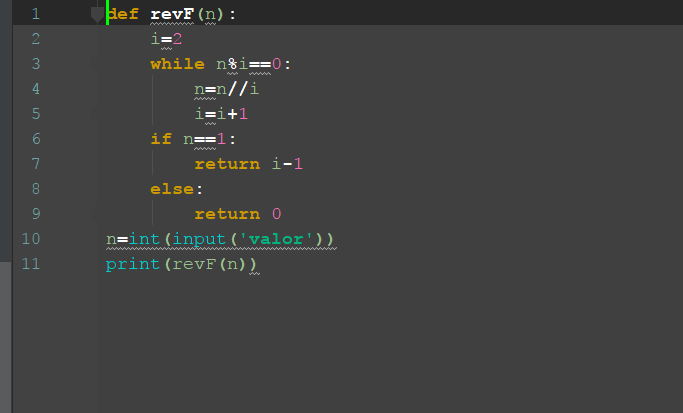 1 def revF(n):
2 i=2
3 while n%i==0:
4 n=n//i
5 i=i+1
6 if n==1:
7 return i-1
8 else:
9 return 0
10 n=int(input('valor'))
11 print(revF(n))